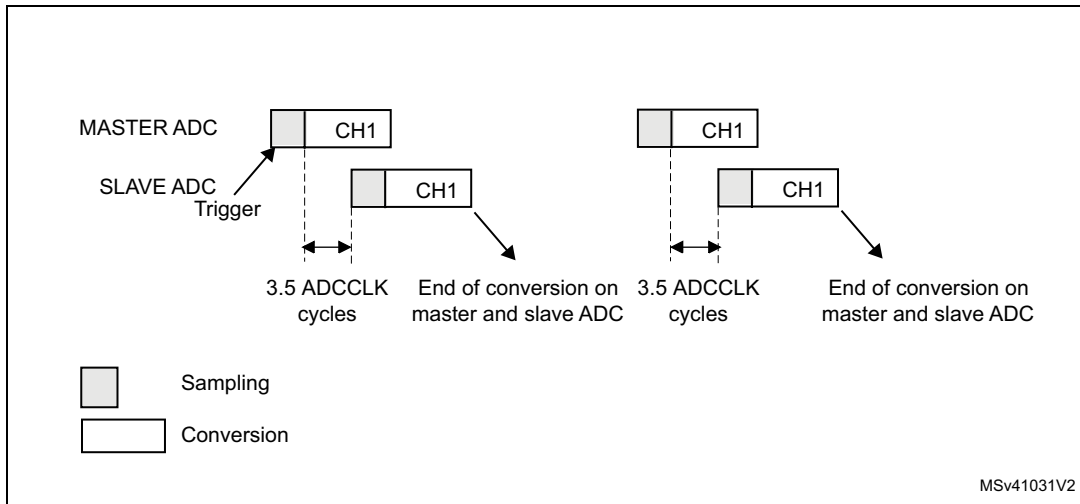 MASTER ADC
CH1
CH1
SLAVE ADC
Trigger
CH1
CH1
3.5 ADCCLK
cycles
End of conversion on
master and slave ADC
3.5 ADCCLK
cycles
End of conversion on
master and slave ADC
Sampling
Conversion
MSv41031V2